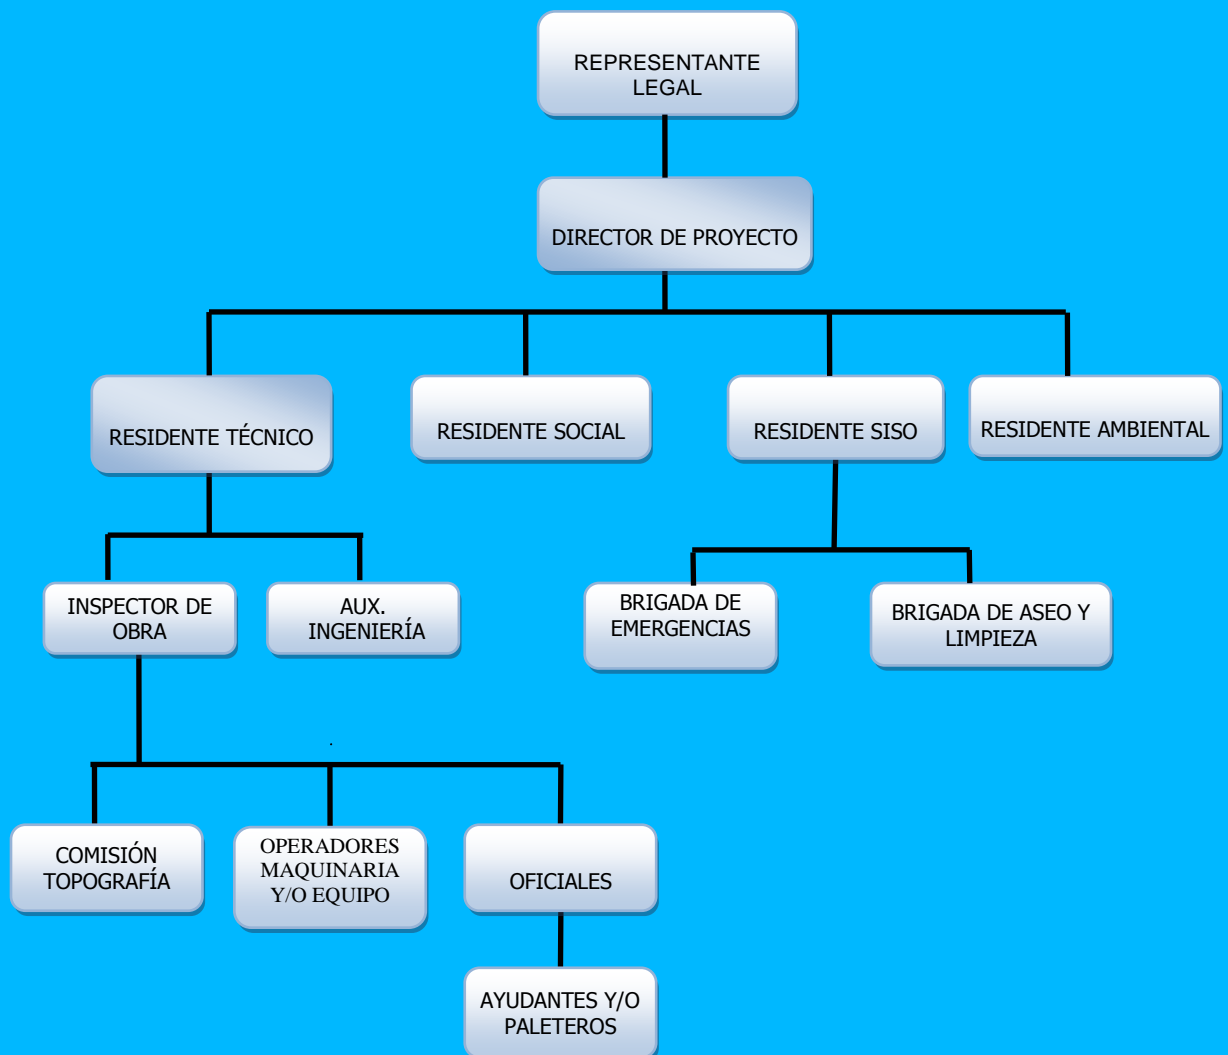 REPRESENTANTE
LEGAL
DIRECTOR DE PROYECTO
RESIDENTE TÉCNICO
RESIDENTE SOCIAL
RESIDENTE SISO
RESIDENTE AMBIENTAL
INSPECTOR DE
OBRA
AUX.
INGENIERÍA
BRIGADA DE
EMERGENCIAS
BRIGADA DE ASEO Y
LIMPIEZA
COMISIÓN
TOPOGRAFÍA
OPERADORES
MAQUINARIA
Y/O EQUIPO
OFICIALES
AYUDANTES Y/O
PALETEROS